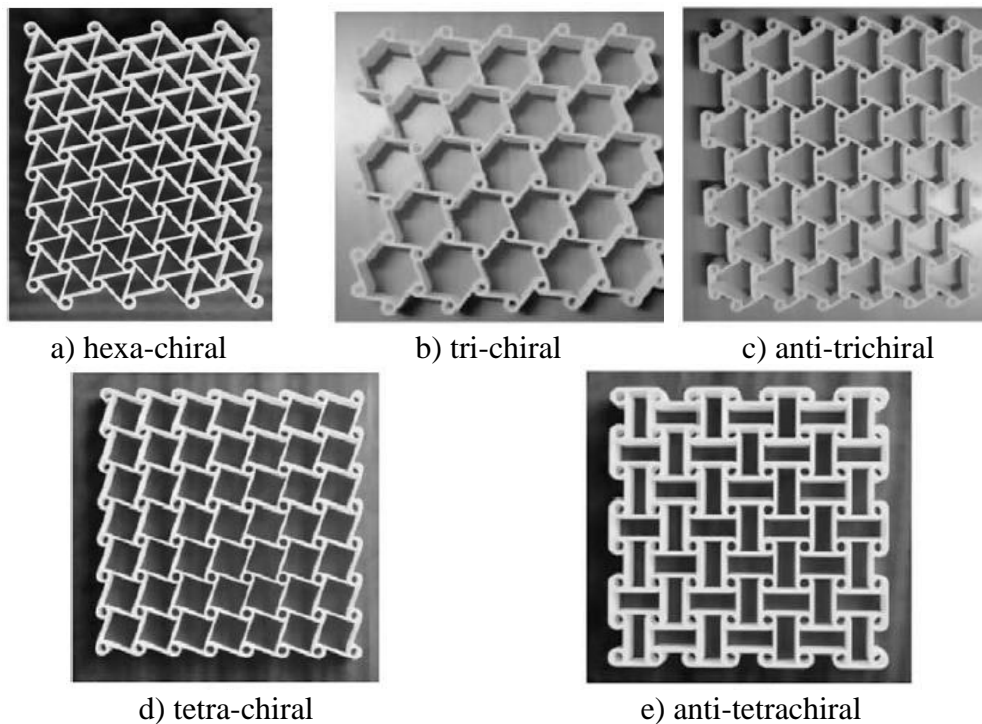 a) hexa-chiral
b) tri-chiral
c) anti-trichiral
d) tetra-chiral
e) anti-tetrachiral